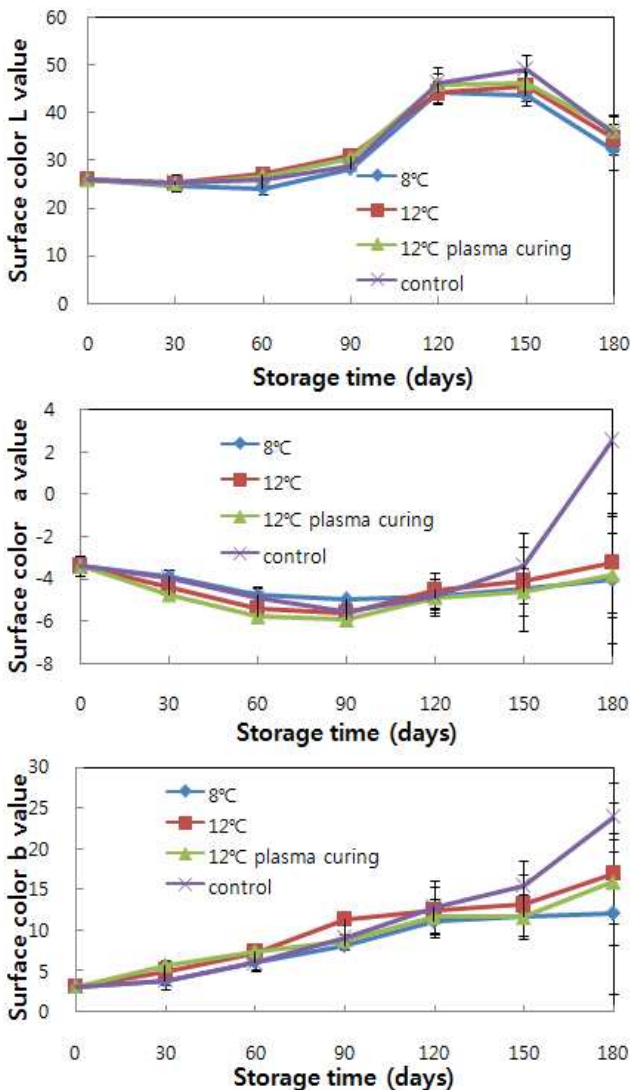 60
50
40
30
20
10
0
Surface color L value
8℃
12℃
12℃ plasma curing
control
0 30 60 90 120 150 180
Storage time (days)
4
2
0
-2
-4
-6
-8
Surface color a value
8℃
12℃
12℃ plasma curing
control
0 30 60 90 120 150 180
Storage time (days)
30
25
20
15
10
5
0
Surface color b value
8℃
12℃
12℃ plasma curing
control
0 30 60 90 120 150 180
Storage time (days)